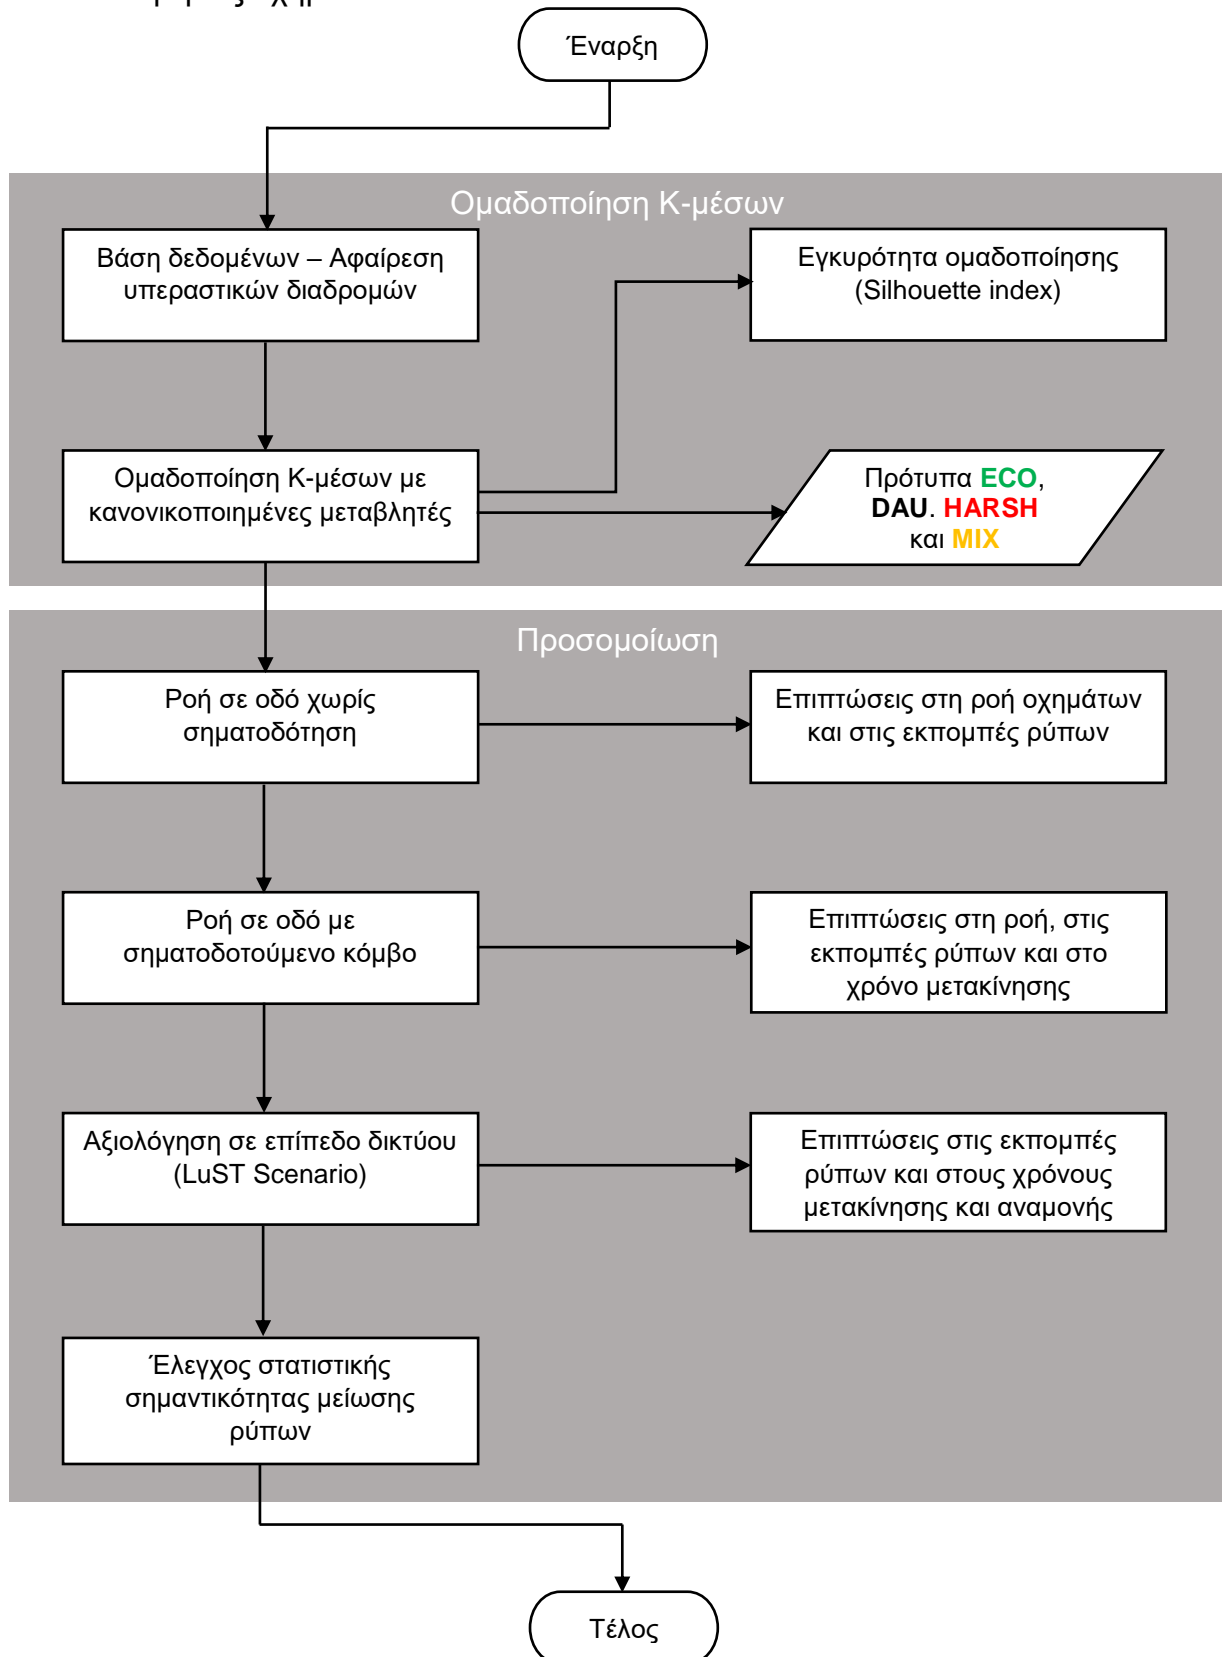 Έναρξη
Ομαδοποίηση Κ-μέσων
Βάση δεδομένων – Αφαίρεση
υπεραστικών διαδρομών
Εγκυρότητα ομαδοποίησης
(Silhouette index)
Ομαδοποίηση Κ-μέσων με
κανονικοποιημένες μεταβλητές
Πρότυπα ECO,
DAU. HARSH
και MIX
Προσομοίωση
Ροή σε οδό χωρίς
σηματοδότηση
Επιπτώσεις στη ροή οχημάτων
και στις εκπομπές ρύπων
Ροή σε οδό με
σηματοδοτούμενο κόμβο
Επιπτώσεις στη ροή, στις
εκπομπές ρύπων και στο
χρόνο μετακίνησης
Αξιολόγηση σε επίπεδο δικτύου
(LuST Scenario)
Επιπτώσεις στις εκπομπές
ρύπων και στους χρόνους
μετακίνησης και αναμονής
Έλεγχος στατιστικής
σημαντικότητας μείωσης
ρύπων
Τέλος